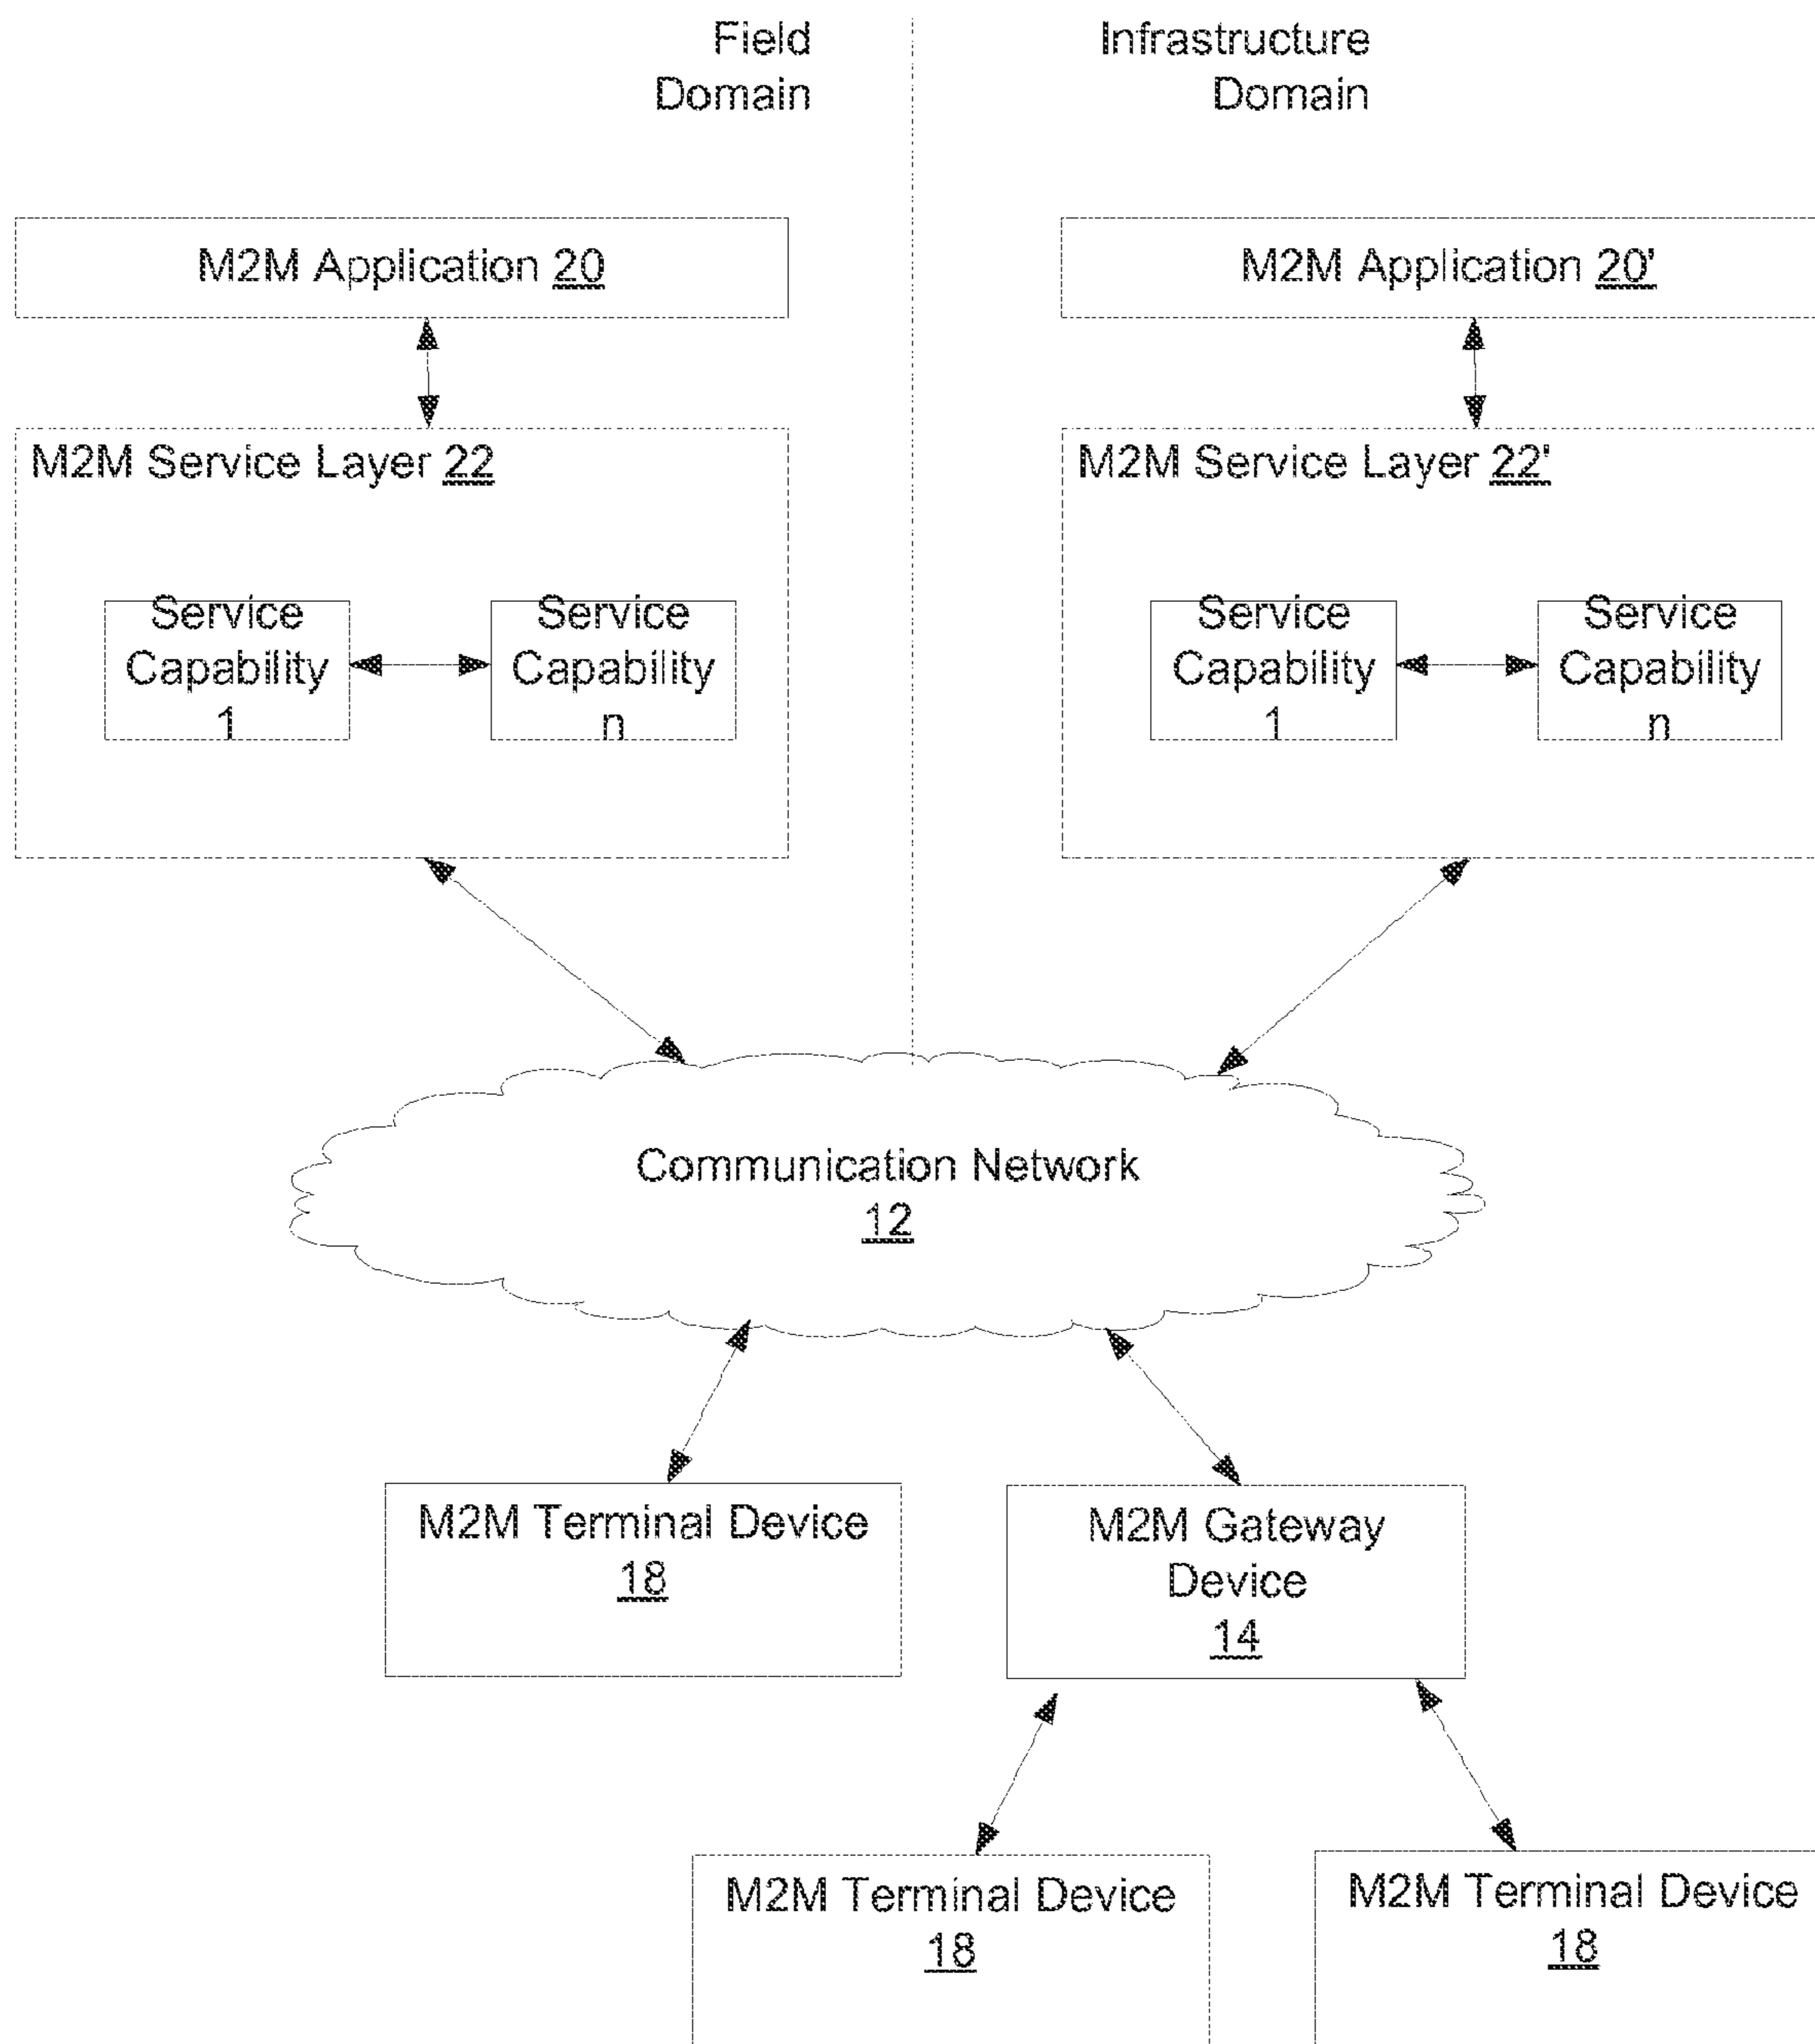 Field
Domain
Infrastructure
Domain
M2M Application 20
M2M Application 20'
M2M Service Layer 22
M2M Service Layer 22'
Service
Capability
1
Service
Capability
n
Service
Capability
1
Service
Capability
n
Communication Network
12
M2M Terminal Device
18
M2M Gateway
Device
14
M2M Terminal Device
18
M2M Terminal Device
18